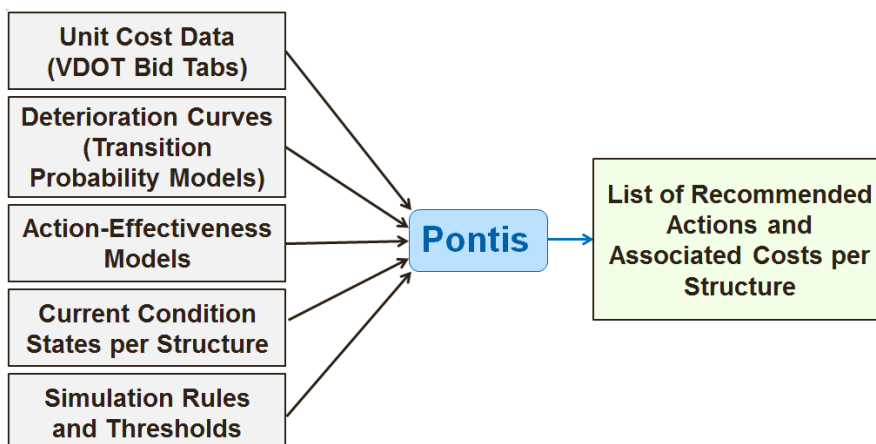 Unit Cost Data
(VDOT Bid Tabs)
Deterioration Curves
(Transition
Probability Models)
Action-Effectiveness
Models
Current Condition
States per Structure
Simulation Rules
and Thresholds
Pontis
List of Recommended
Actions and
Associated Costs per
Structure